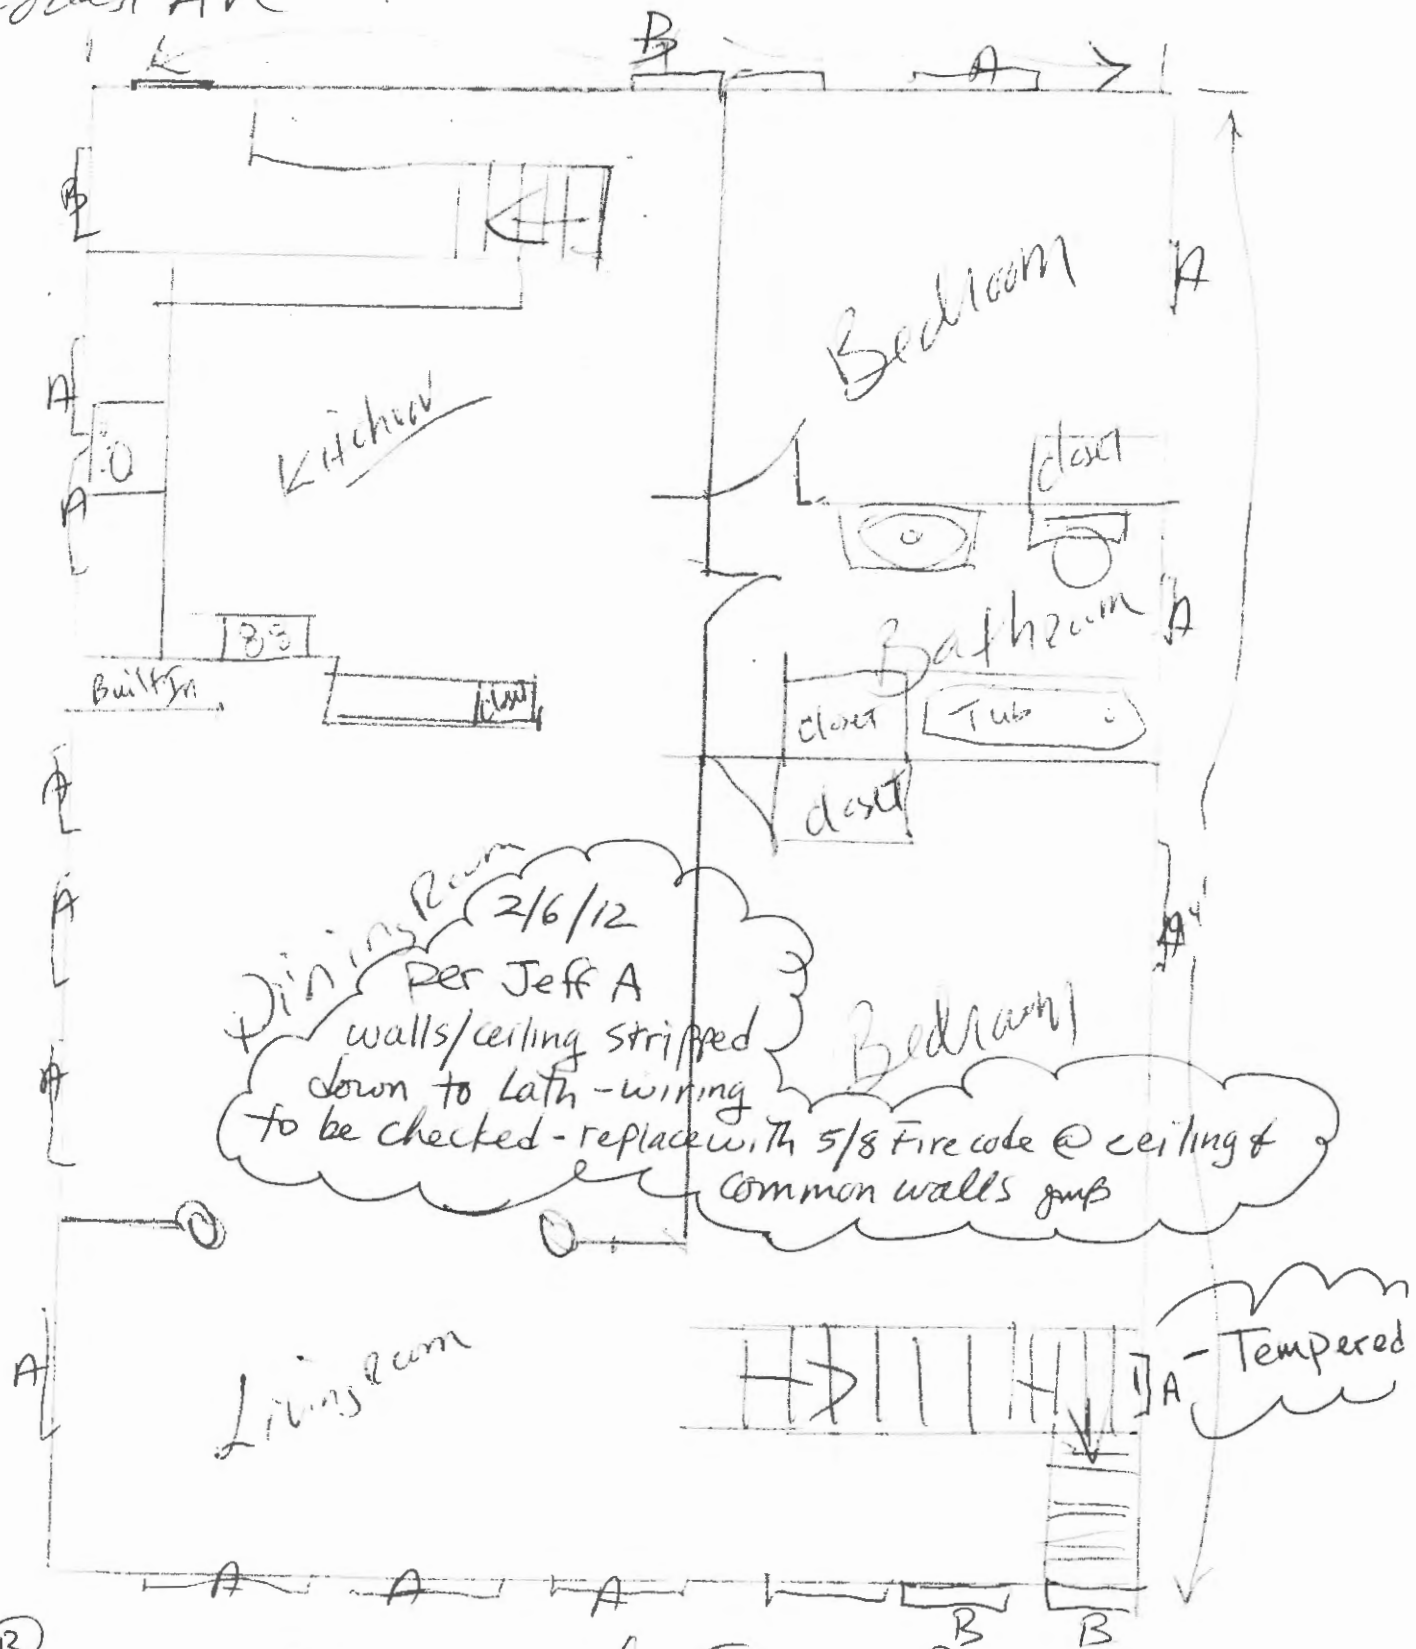 B
A
B
A
Bedroom
A
Kitchen
closet
A
Bathroom
A
Built In
closet
closet
Tub
closet
A
A
Dining Room
2/6/12
per Jeff A
walls/ceiling stripped
down to Lath - wiring
to be checked - replace with 5/8 Fire code @ ceiling &
common walls
Bedroom
A
A
A
Living Room
A - Tempered
A
A
A
B
B